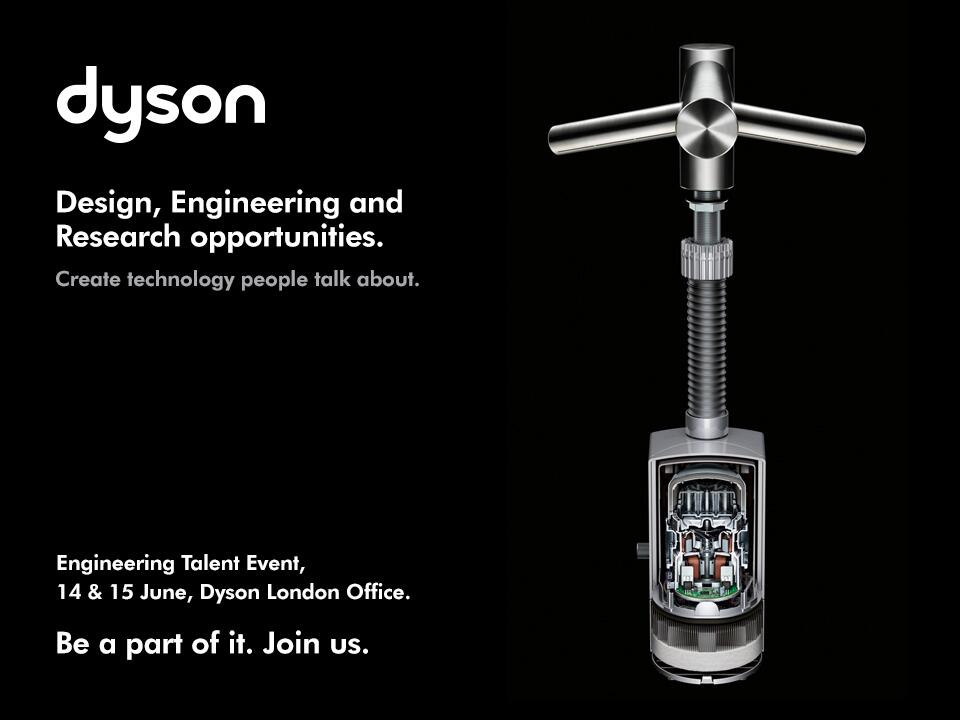 dyson
Design, Engineering and
Research opportunities.
Create technology people talk about.
Engineering Talent Event,
14 & 15 June, Dyson London Office.
Be a part of it. Join us.